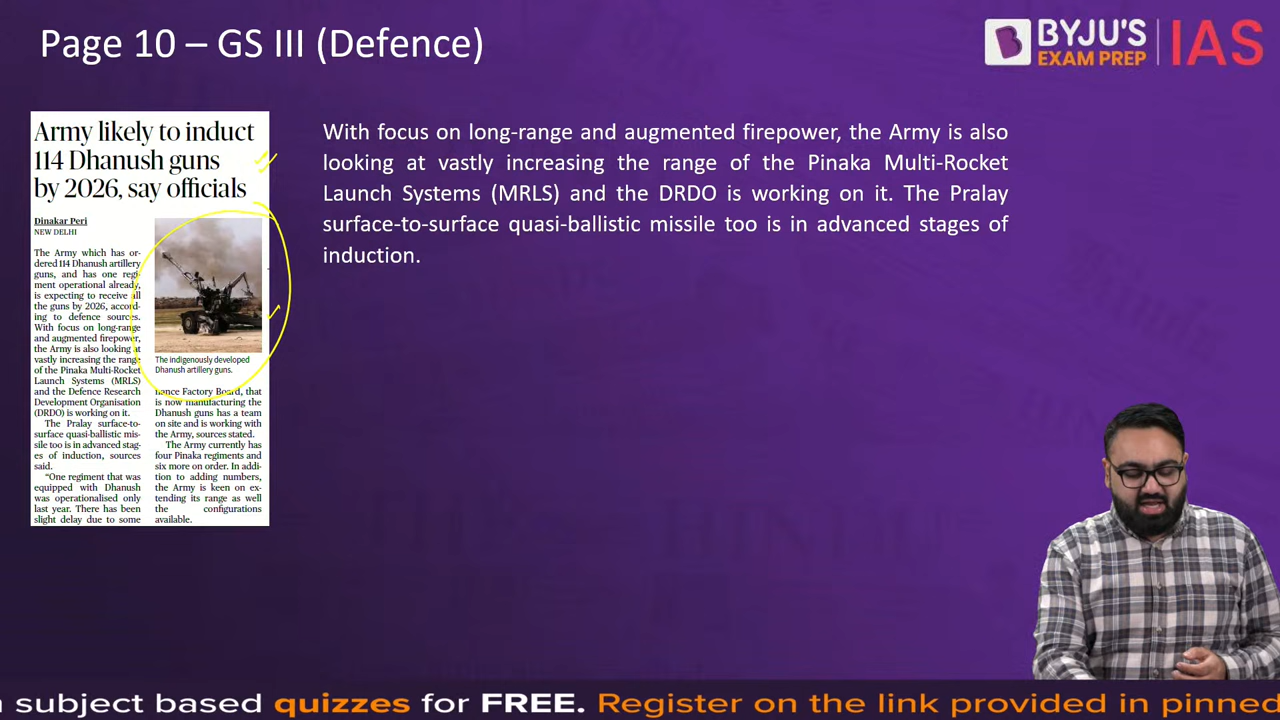 Page 10 – GS III (Defence)
BYJU'S
EXAM PREP
IAS
Army likely to induct
114 Dhanush guns
by 2026, say officials
Dinakar Peri
NEW DELHI
The Army which has or-
dered 114 Dhanush artillery
guns, and has one regi-
ment operational already,
is expecting to receive all
the guns by 2026, accord-
ing to defence sources.
With focus on long-range
and augmented firepower,
the Army is also looking at
vastly increasing the range
of the Pinaka Multi-Rocket
Launch Systems (MRLS)
and the Defence Research
Development Organisation
(DRDO) is working on it.
The Pralay surface-to-
surface quasi-ballistic mis-
sile too is in advanced stag-
es of induction, sources
said.
“One regiment that was
equipped with Dhanush
was operationalised only
last year. There has been
slight delay due to some
The indigenously developed
Dhanush artillery guns.
nance Factory Board, that
is now manufacturing the
Dhanush guns has a team
on site and is working with
the Army, sources stated.
The Army currently has
four Pinaka regiments and
six more on order. In addi-
tion to adding numbers,
the Army is keen on ex-
tending its range as well
the configurations
available.
With focus on long-range and augmented firepower, the Army is also
looking at vastly increasing the range of the Pinaka Multi-Rocket
Launch Systems (MRLS) and the DRDO is working on it. The Pralay
surface-to-surface quasi-ballistic missile too is in advanced stages of
induction.
subject based quizzes for FREE. Register on the link provided in pinned